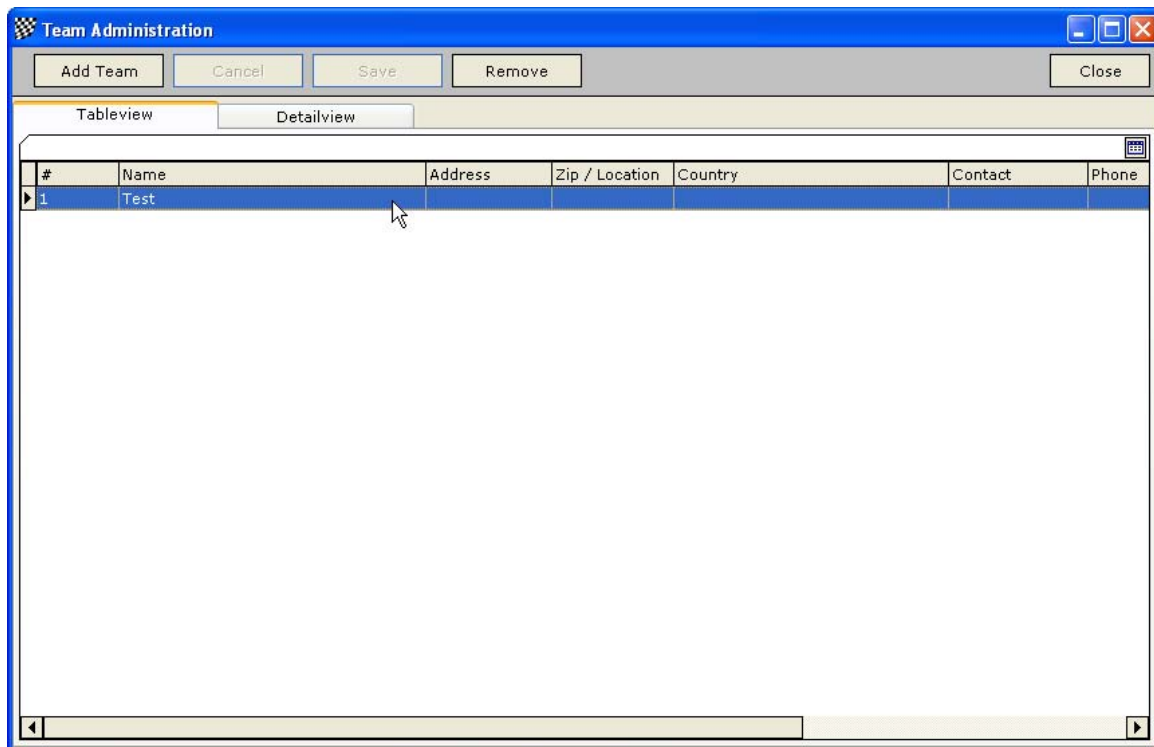 Team Administration
Add Team Cancel Save Remove Close
Tableview Detailview
# Name Address Zip / Location Country Contact Phone
1 Test